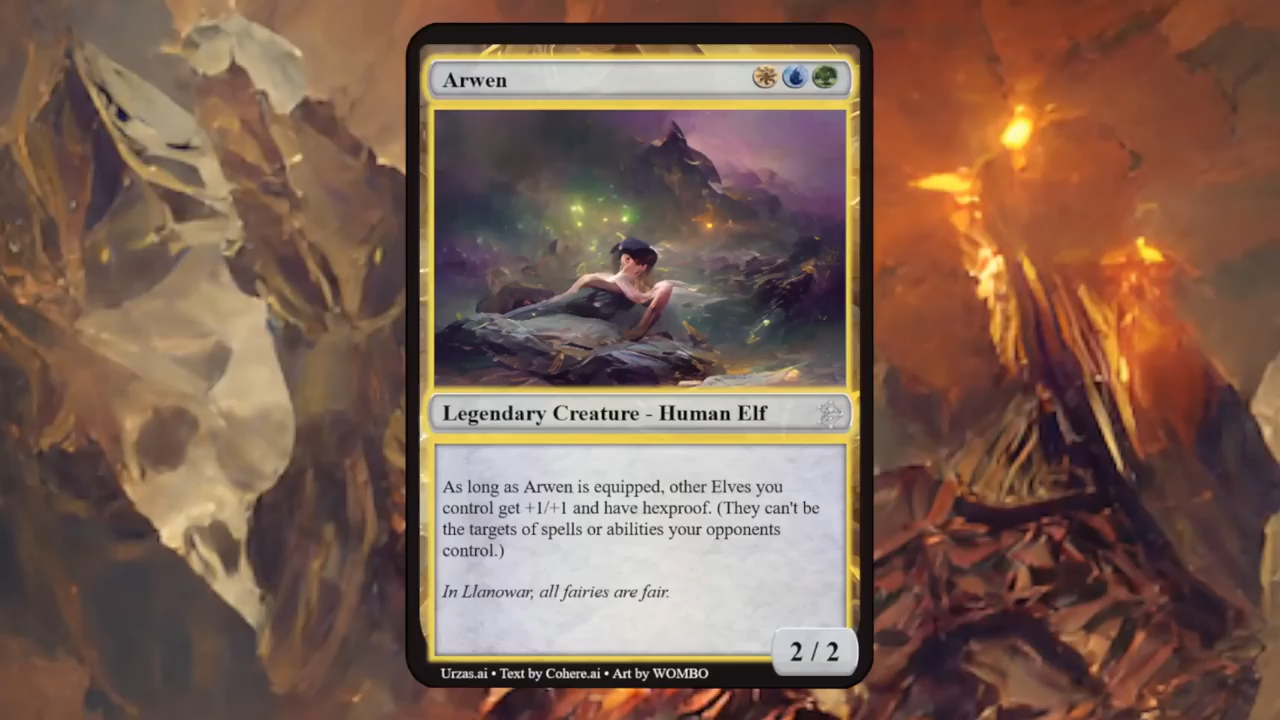 Arwen
Legendary Creature - Human Elf
As long as Arwen is equipped, other Elves you
control get +1/+1 and have hexproof. (They can't be
the targets of spells or abilities your opponents
control.)
In Llanowar, all fairies are fair.
2 / 2
Urzas.ai • Text by Cohere.ai • Art by WOMBO